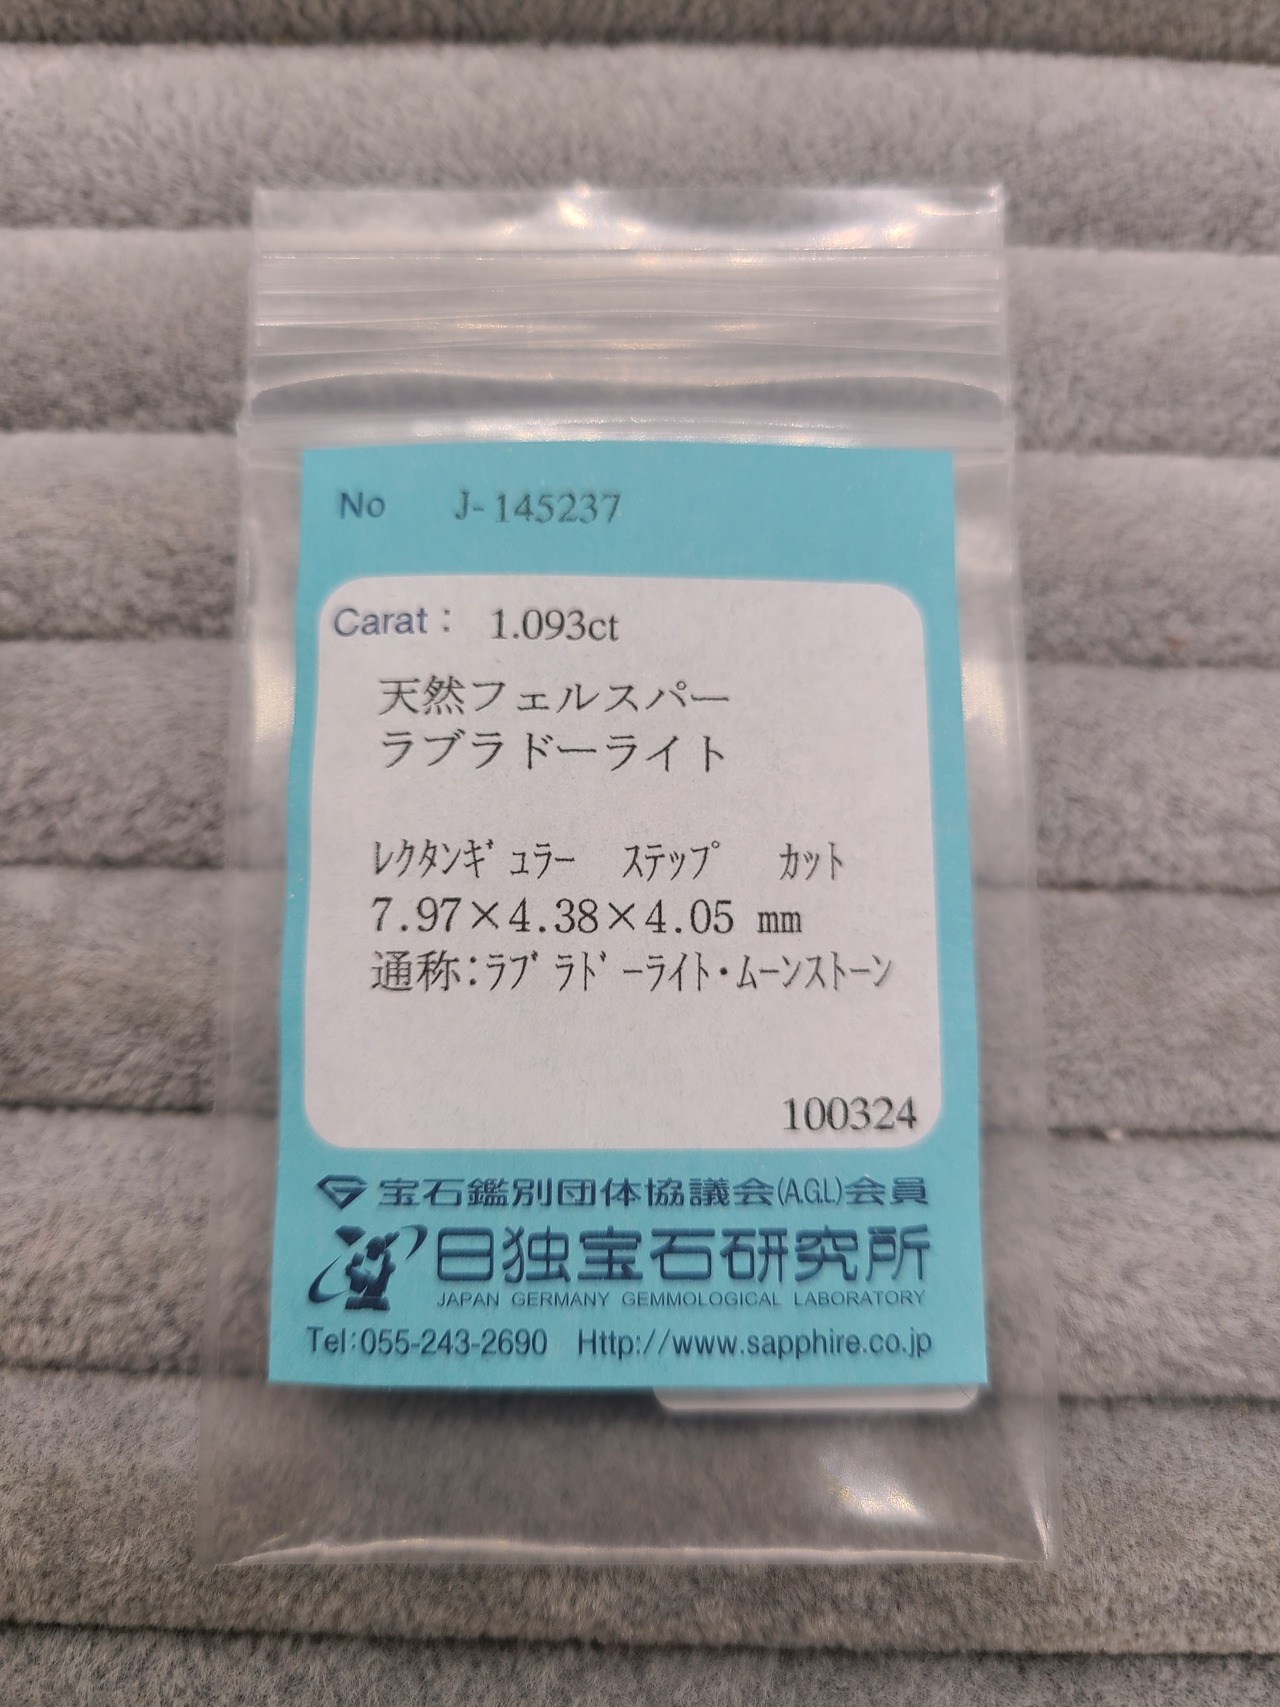 No J-145237
Carat: 1.093ct
天然フェルスパー
ラブラドーライト
ﾚｸﾀﾝｷﾞｭﾗｰ ｽﾃｯﾌﾟ ｶｯﾄ
7.97×4.38×4.05 mm
通称:ﾗﾌﾞﾗﾄﾞｰﾗｲﾄ・ﾑｰﾝｽﾄｰﾝ
100324
宝石鑑別団体協議会(A.G.L)会員
日独宝石研究所
JAPAN GERMANY GEMMOLOGICAL LABORATORY
Tel:055-243-2690 Http://www.sapphire.co.jp